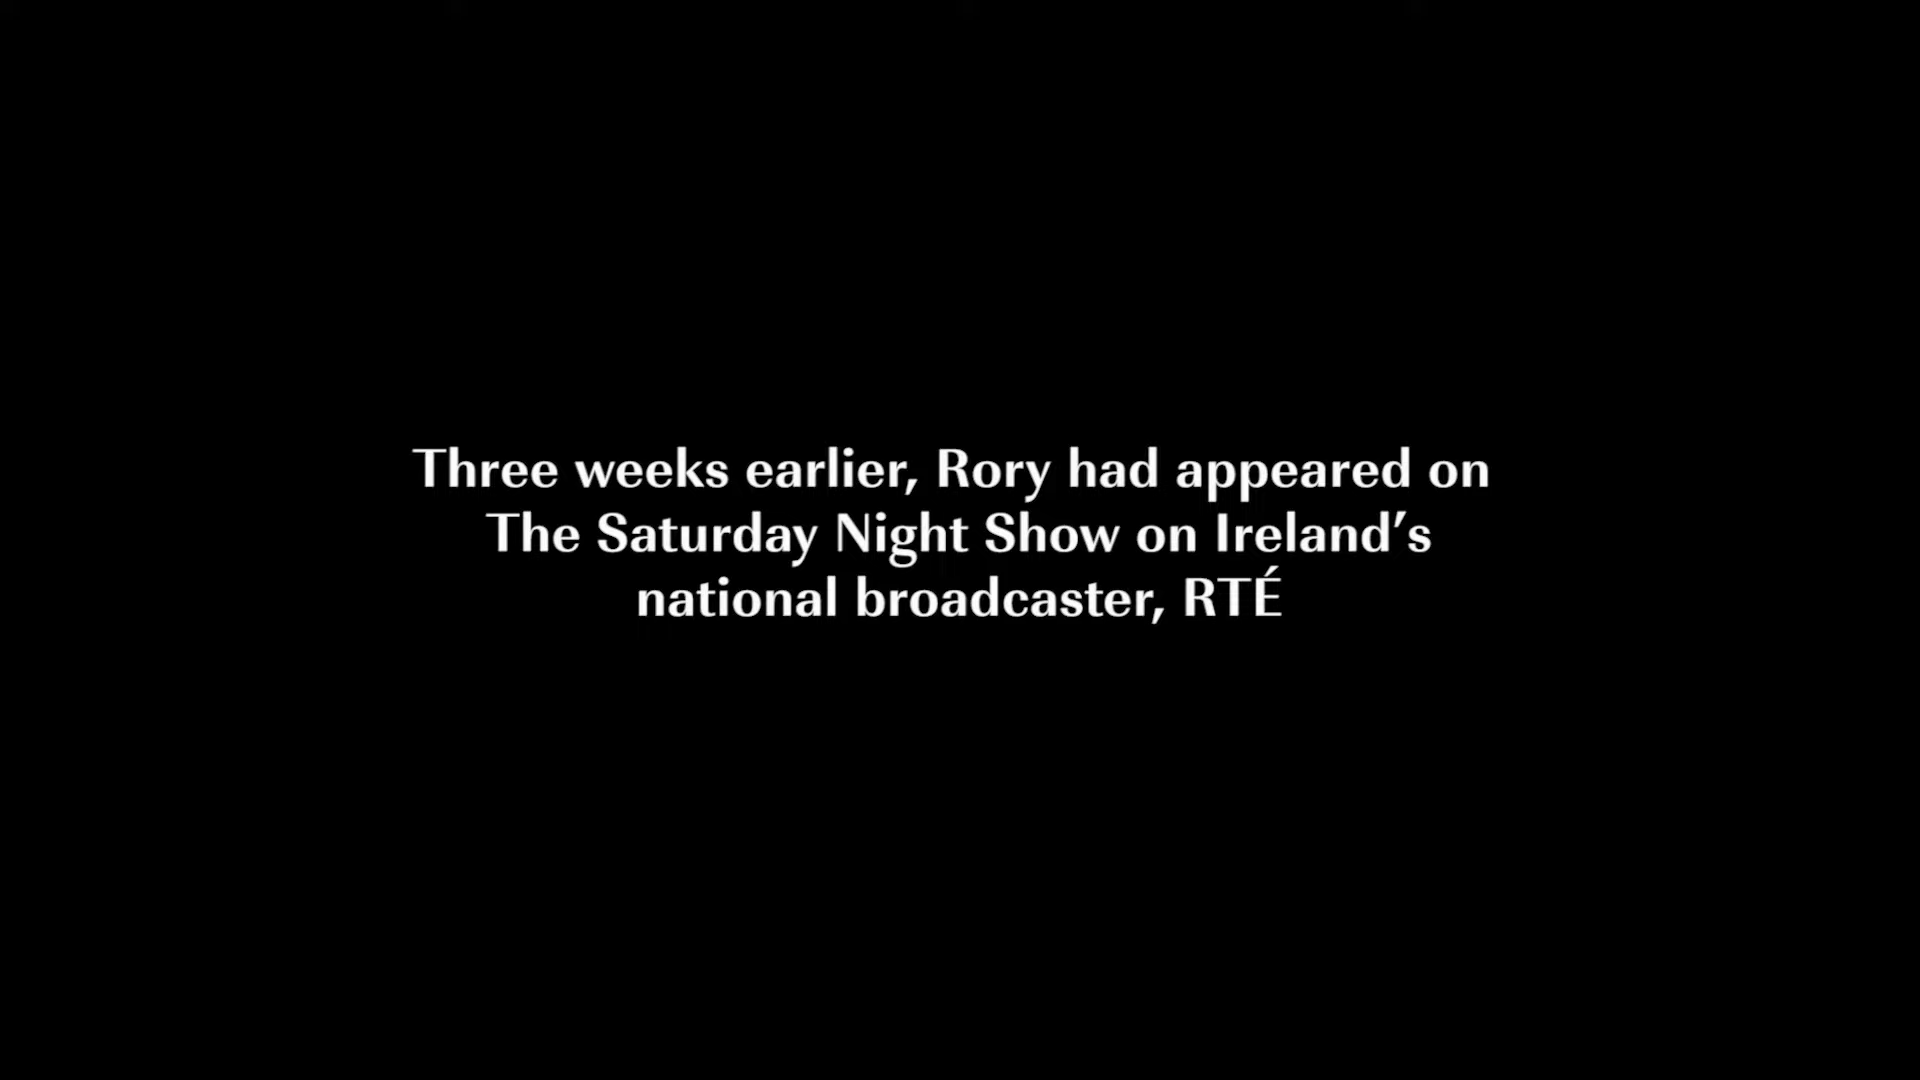 Three weeks earlier, Rory had appeared on
The Saturday Night Show on Ireland’s
national broadcaster, RTÉ